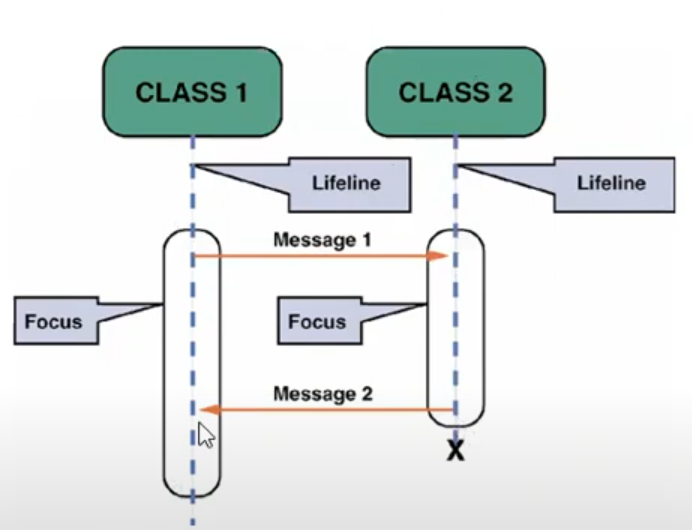 CLASS 1
CLASS 2
Lifeline
Lifeline
Message 1
Focus
Focus
Message 2
X